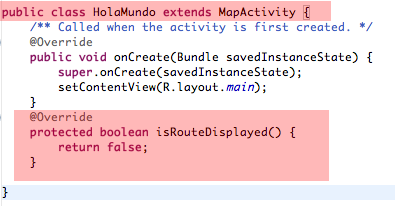 public class HolaMundo extends MapActivity {
/** Called when the activity is first created. */
@Override
public void onCreate(Bundle savedInstanceState) {
super.onCreate(savedInstanceState);
setContentView(R.layout.main);
}
@Override
protected boolean isRouteDisplayed() {
return false;
}
}